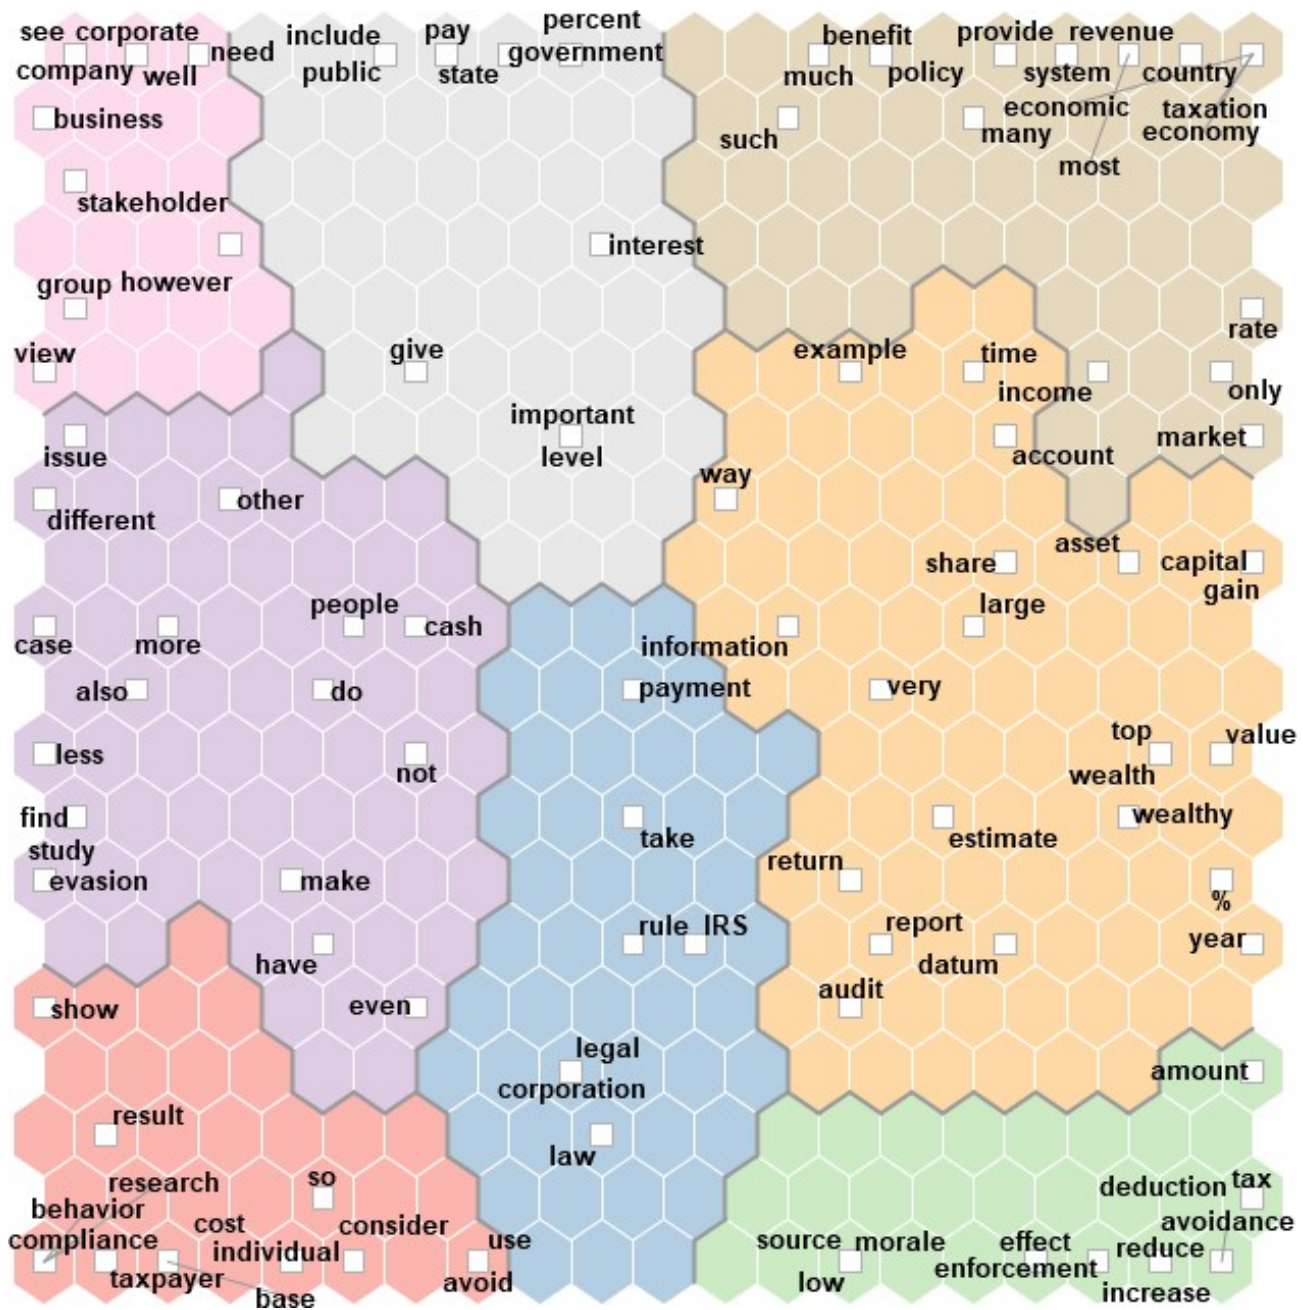 see corporate
company well
need
include
public
pay
state
percent
government
benefit
much
policy
provide revenue
system country
business
such
economic
many
taxation
economy
most
stakeholder
interest
group however
view
give
example
time
income
rate
only
important
level
issue
account
market
way
different
other
asset
share
capital
gain
people
cash
large
case
more
information
also
do
payment
very
less
not
top
value
wealth
find
study
take
estimate
wealthy
evasion
make
return
%
have
rule IRS
report
datum
year
show
even
audit
legal
corporation
amount
result
law
research
behavior
compliance
taxpayer
so
cost
individual
consider
base
use
avoid
deduction tax
avoidance
source morale
low
effect
enforcement
reduce
increase